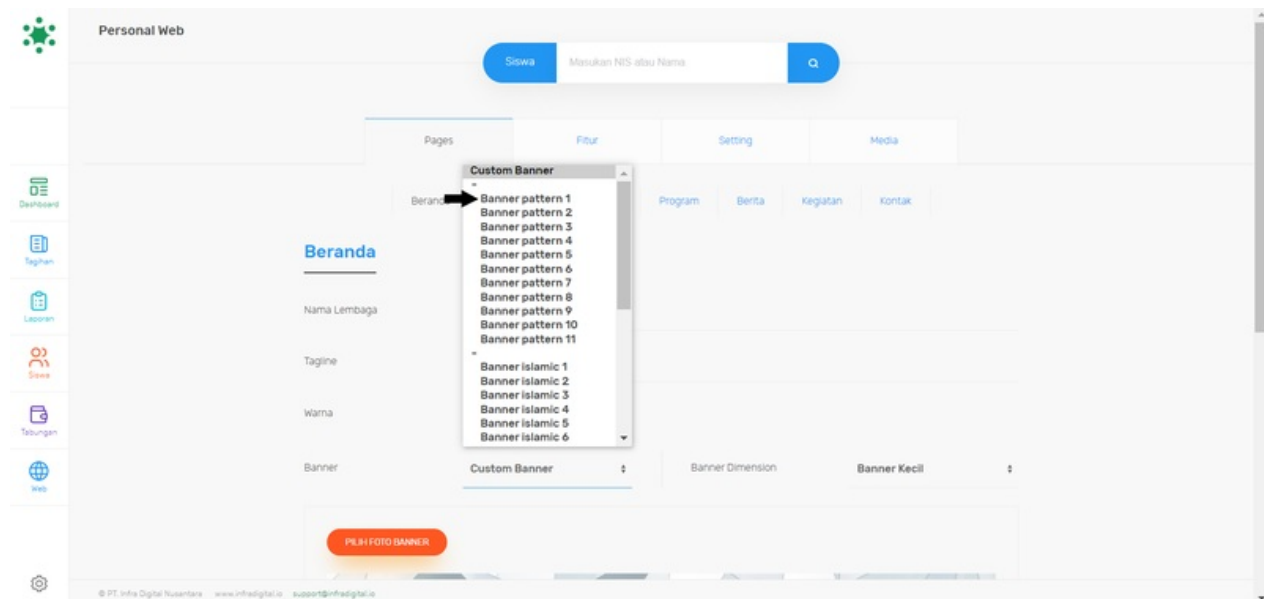 Personal Web
Siswa Masukan NIS atau Nama
Pages Fitur Setting Media
Custom Banner
-
Banner pattern 1
Banner pattern 2
Banner pattern 3
Banner pattern 4
Banner pattern 5
Banner pattern 6
Banner pattern 7
Banner pattern 8
Banner pattern 9
Banner pattern 10
Banner pattern 11
-
Banner islamic 1
Banner islamic 2
Banner islamic 3
Banner islamic 4
Banner islamic 5
Banner islamic 6
Program Berita Kegiatan Kontak
Dashboard
Tagihan
Laporan
Siswa
Tabungan
Web
Beranda
Nama Lembaga
Tagline
Warna
Banner Custom Banner Banner Dimension Banner Kecil
PILIH FOTO BANNER
© PT. Infra Digital Nusantara www.infradigital.io support@infradigital.io